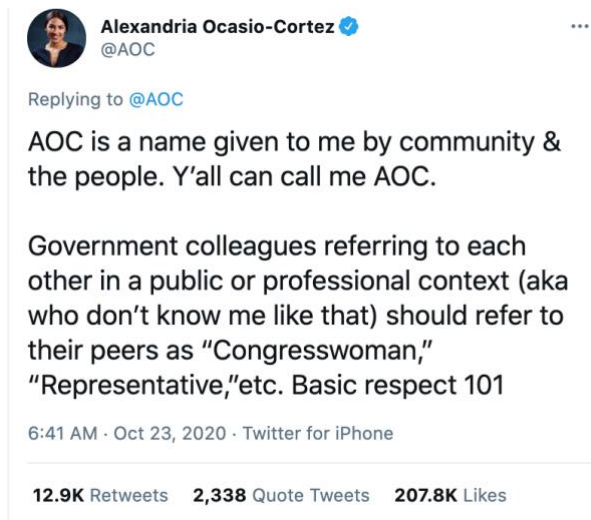 Alexandria Ocasio-Cortez
@AOC
Replying to @AOC
AOC is a name given to me by community &
the people. Y’all can call me AOC.
Government colleagues referring to each
other in a public or professional context (aka
who don’t know me like that) should refer to
their peers as “Congresswoman,”
“Representative,”etc. Basic respect 101
6:41 AM · Oct 23, 2020 · Twitter for iPhone
12.9K Retweets 2,338 Quote Tweets 207.8K Likes